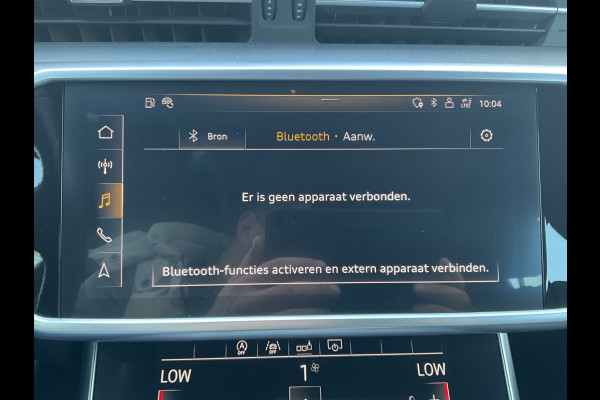 LTE 10:04
Bron Bluetooth · Aanw.
Er is geen apparaat verbonden.
Bluetooth-functies activeren en extern apparaat verbinden.
OFF OFF
LOW 1 LOW